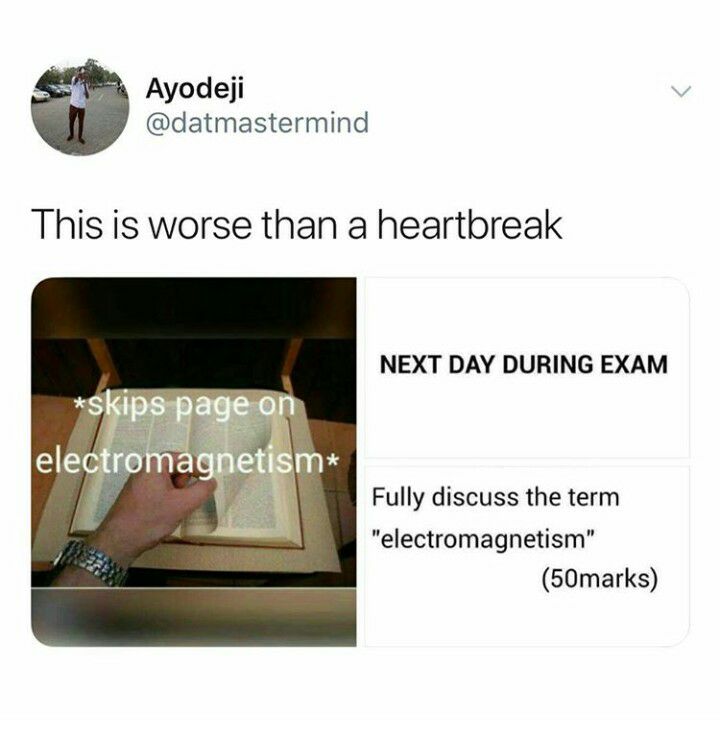 Ayodeji
@datmastermind
This is worse than a heartbreak
*skips page on
electromagnetism*
NEXT DAY DURING EXAM
Fully discuss the term
"electromagnetism"
(50marks)